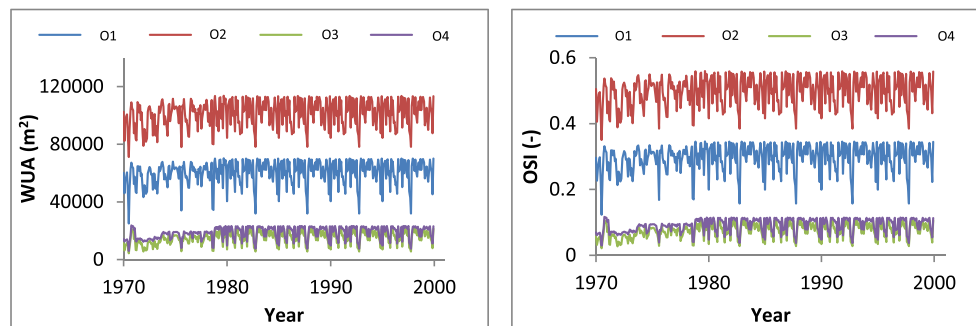 O1 O2 O3 O4
120000
80000
40000
0
WUA (m²)
1970 1980 1990 2000
Year
O1 O2 O3 O4
0.6
0.4
0.2
0
OSI (-)
1970 1980 1990 2000
Year